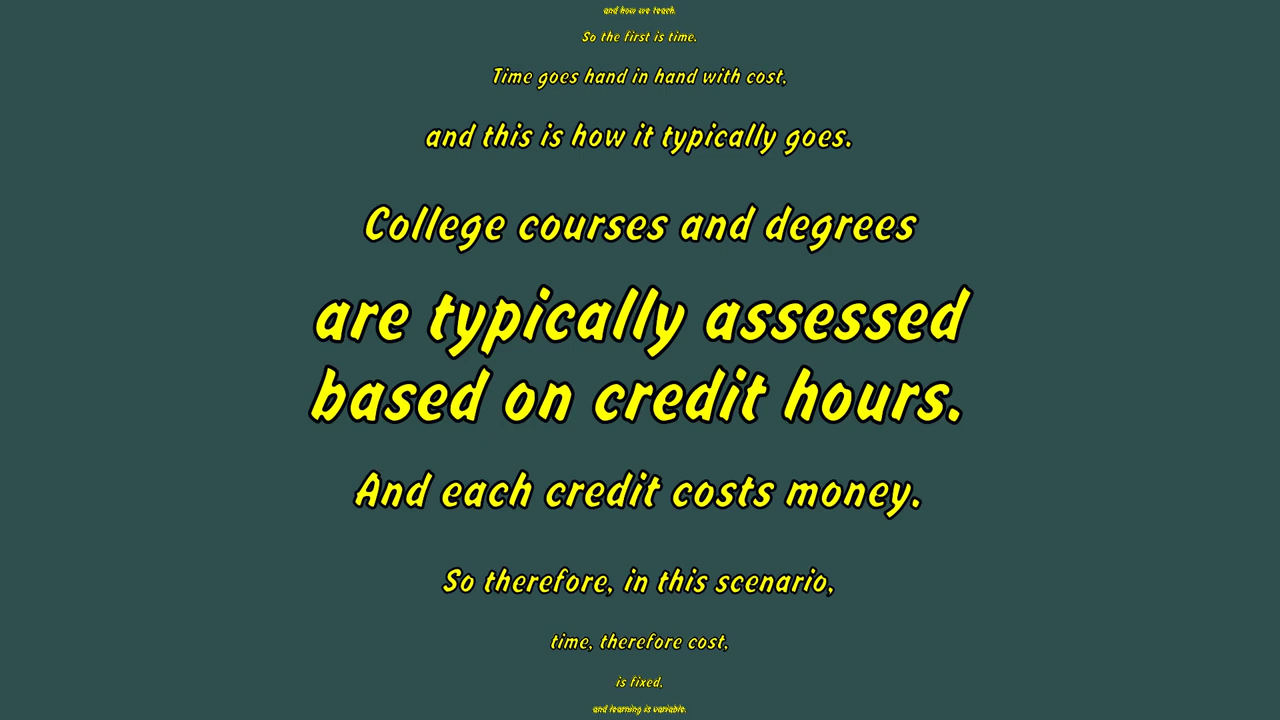 and how we teach.
So the first is time.
Time goes hand in hand with cost,
and this is how it typically goes.
College courses and degrees
are typically assessed
based on credit hours.
And each credit costs money.
So therefore, in this scenario,
time, therefore cost,
is fixed,
and learning is variable.